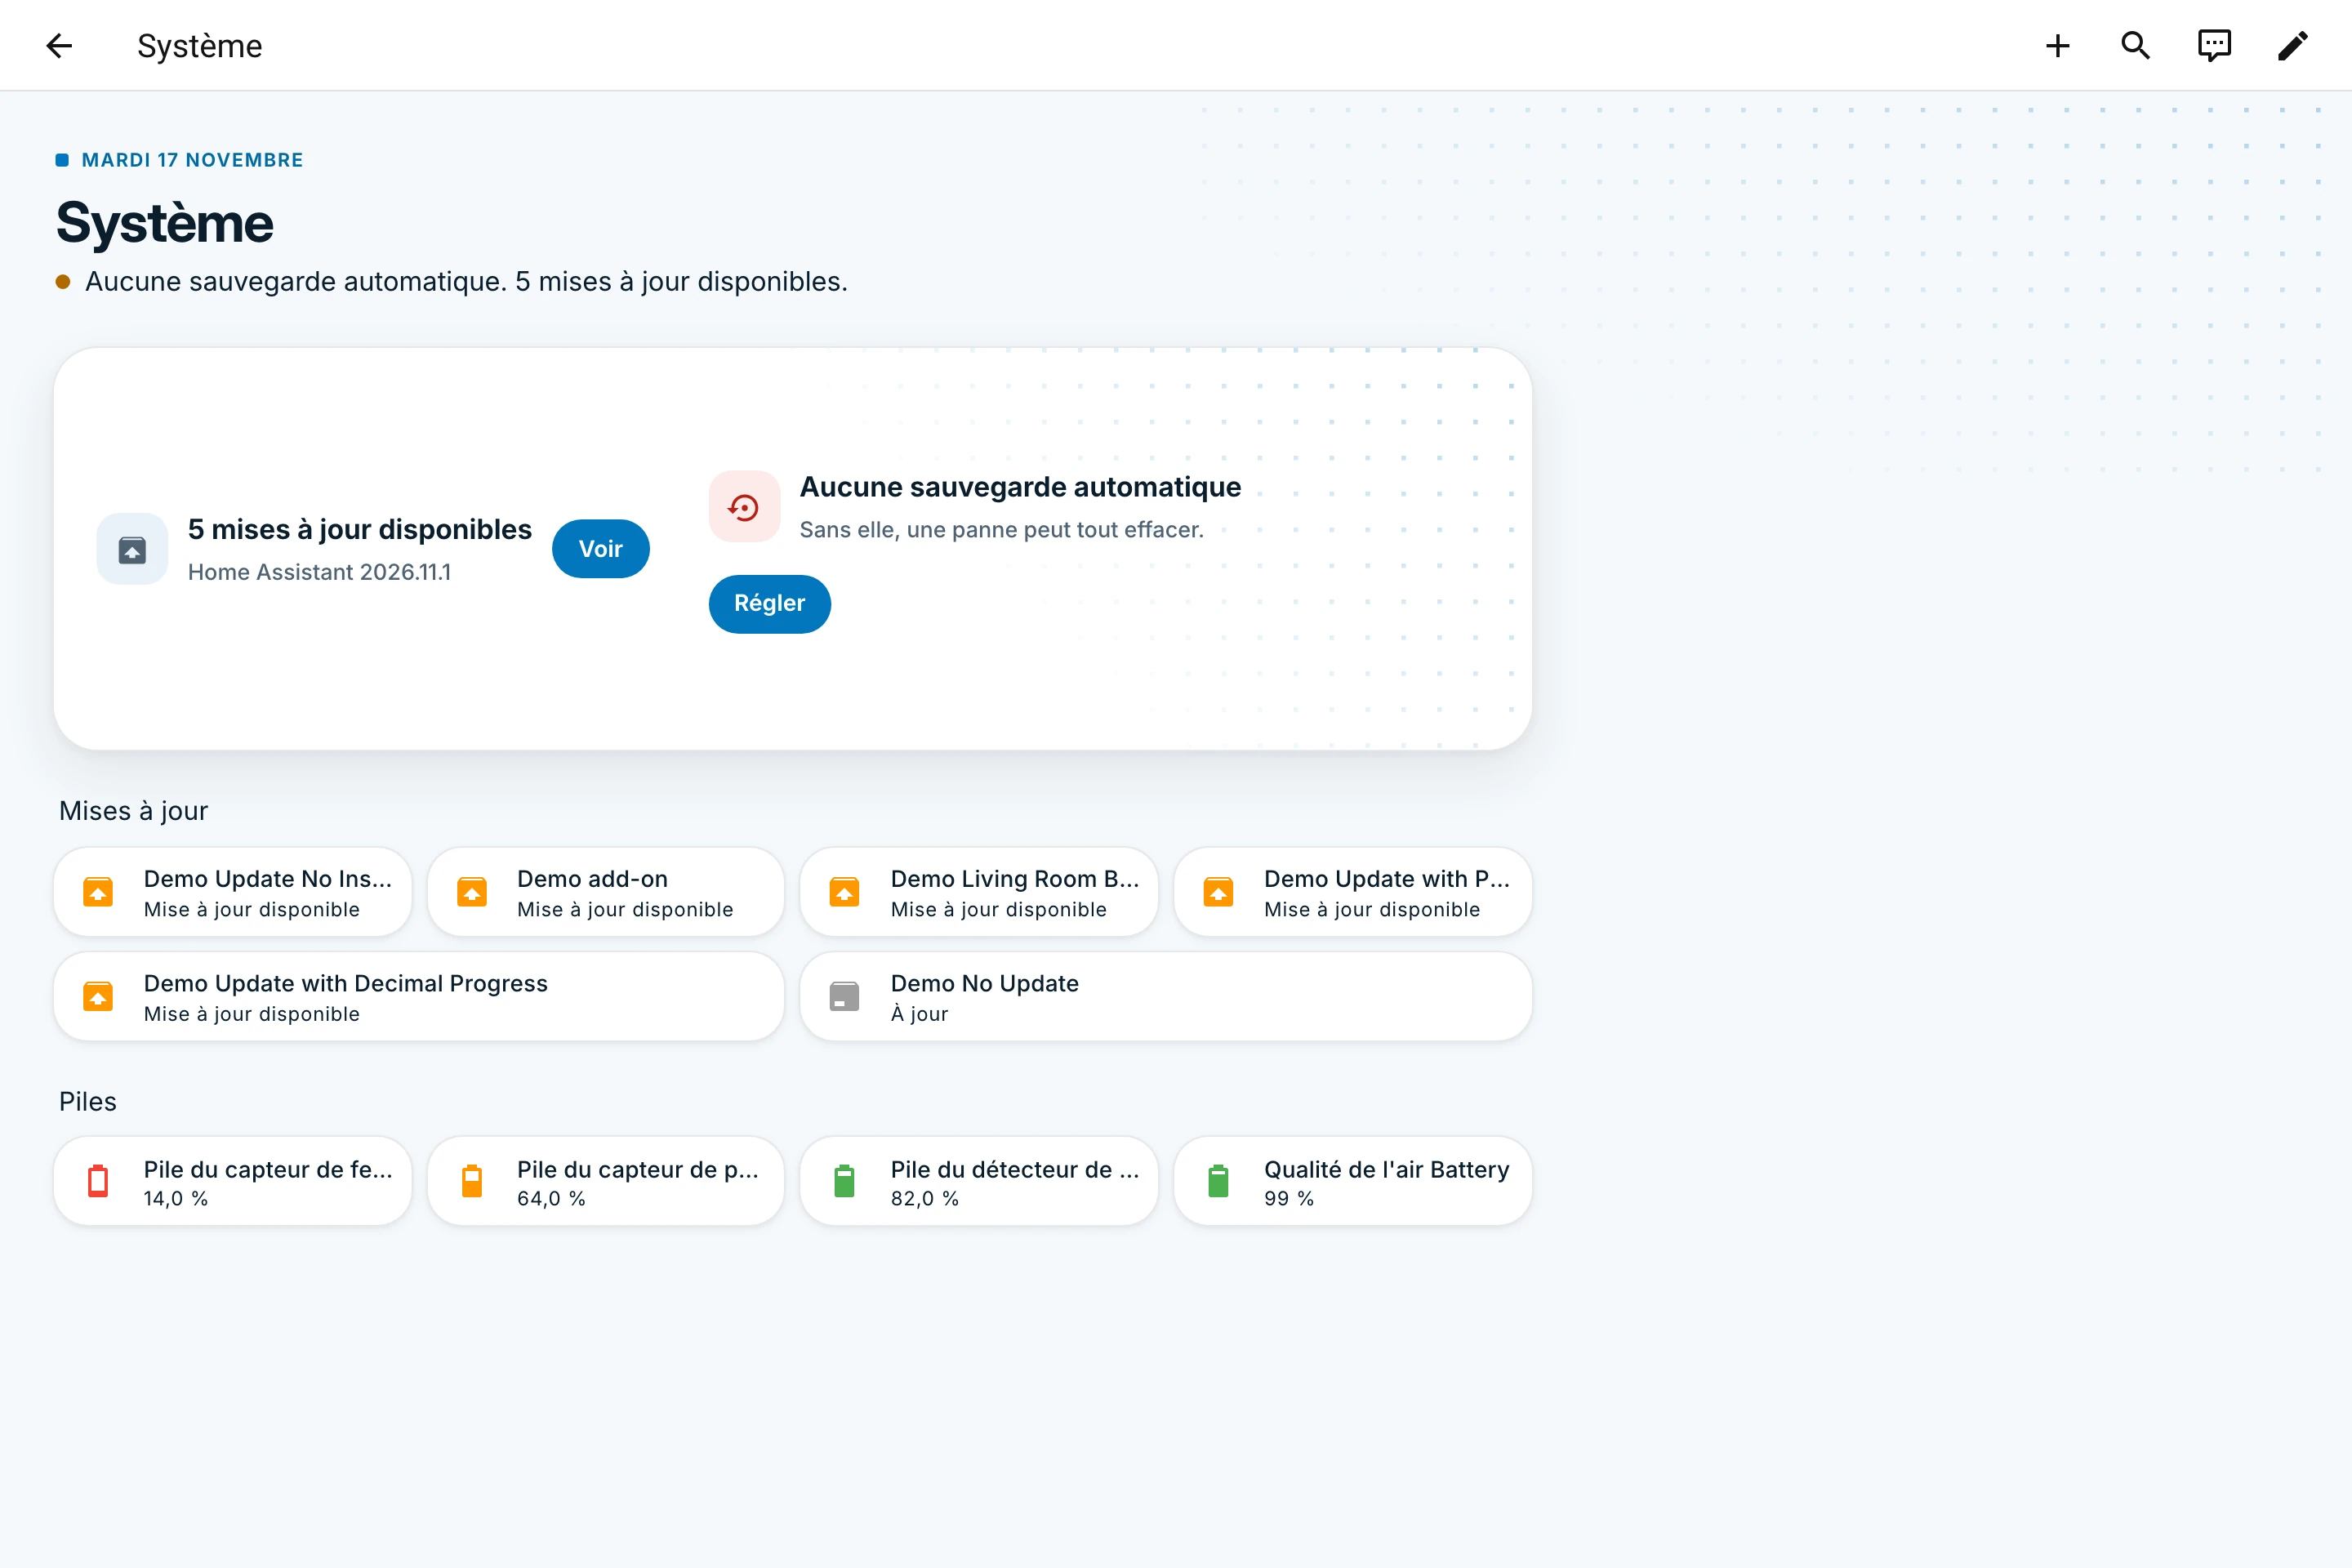 Système
MARDI 17 NOVEMBRE
Système
Aucune sauvegarde automatique. 5 mises à jour disponibles.
5 mises à jour disponibles
Home Assistant 2026.11.1
Voir
Aucune sauvegarde automatique
Sans elle, une panne peut tout effacer.
Régler
Mises à jour
Demo Update No Ins...
Mise à jour disponible
Demo add-on
Mise à jour disponible
Demo Living Room B...
Mise à jour disponible
Demo Update with P...
Mise à jour disponible
Demo Update with Decimal Progress
Mise à jour disponible
Demo No Update
À jour
Piles
Pile du capteur de fe...
14,0 %
Pile du capteur de p...
64,0 %
Pile du détecteur de ...
82,0 %
Qualité de l'air Battery
99 %